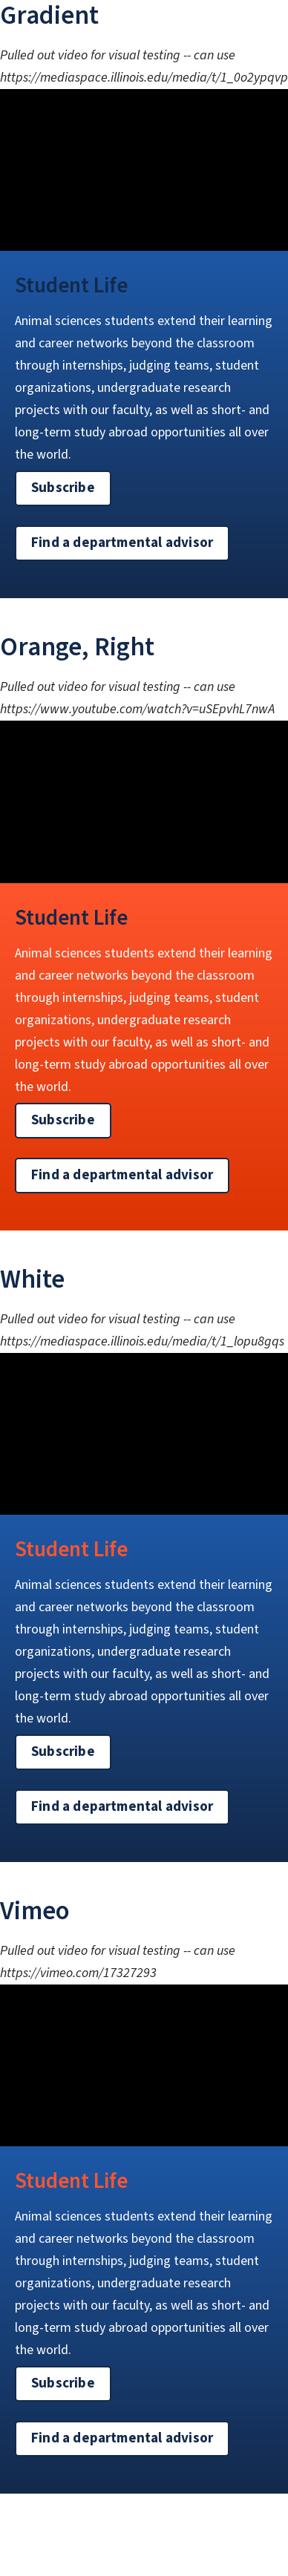 Gradient
Pulled out video for visual testing -- can use
https://mediaspace.illinois.edu/media/t/1_0o2ypqvp
Student Life
Animal sciences students extend their learning
and career networks beyond the classroom
through internships, judging teams, student
organizations, undergraduate research
projects with our faculty, as well as short- and
long-term study abroad opportunities all over
the world.
Subscribe
Find a departmental advisor
Orange, Right
Pulled out video for visual testing -- can use
https://www.youtube.com/watch?v=uSEpvhL7nwA
Student Life
Animal sciences students extend their learning
and career networks beyond the classroom
through internships, judging teams, student
organizations, undergraduate research
projects with our faculty, as well as short- and
long-term study abroad opportunities all over
the world.
Subscribe
Find a departmental advisor
White
Pulled out video for visual testing -- can use
https://mediaspace.illinois.edu/media/t/1_lopu8gqs
Student Life
Animal sciences students extend their learning
and career networks beyond the classroom
through internships, judging teams, student
organizations, undergraduate research
projects with our faculty, as well as short- and
long-term study abroad opportunities all over
the world.
Subscribe
Find a departmental advisor
Vimeo
Pulled out video for visual testing -- can use
https://vimeo.com/17327293
Student Life
Animal sciences students extend their learning
and career networks beyond the classroom
through internships, judging teams, student
organizations, undergraduate research
projects with our faculty, as well as short- and
long-term study abroad opportunities all over
the world.
Subscribe
Find a departmental advisor